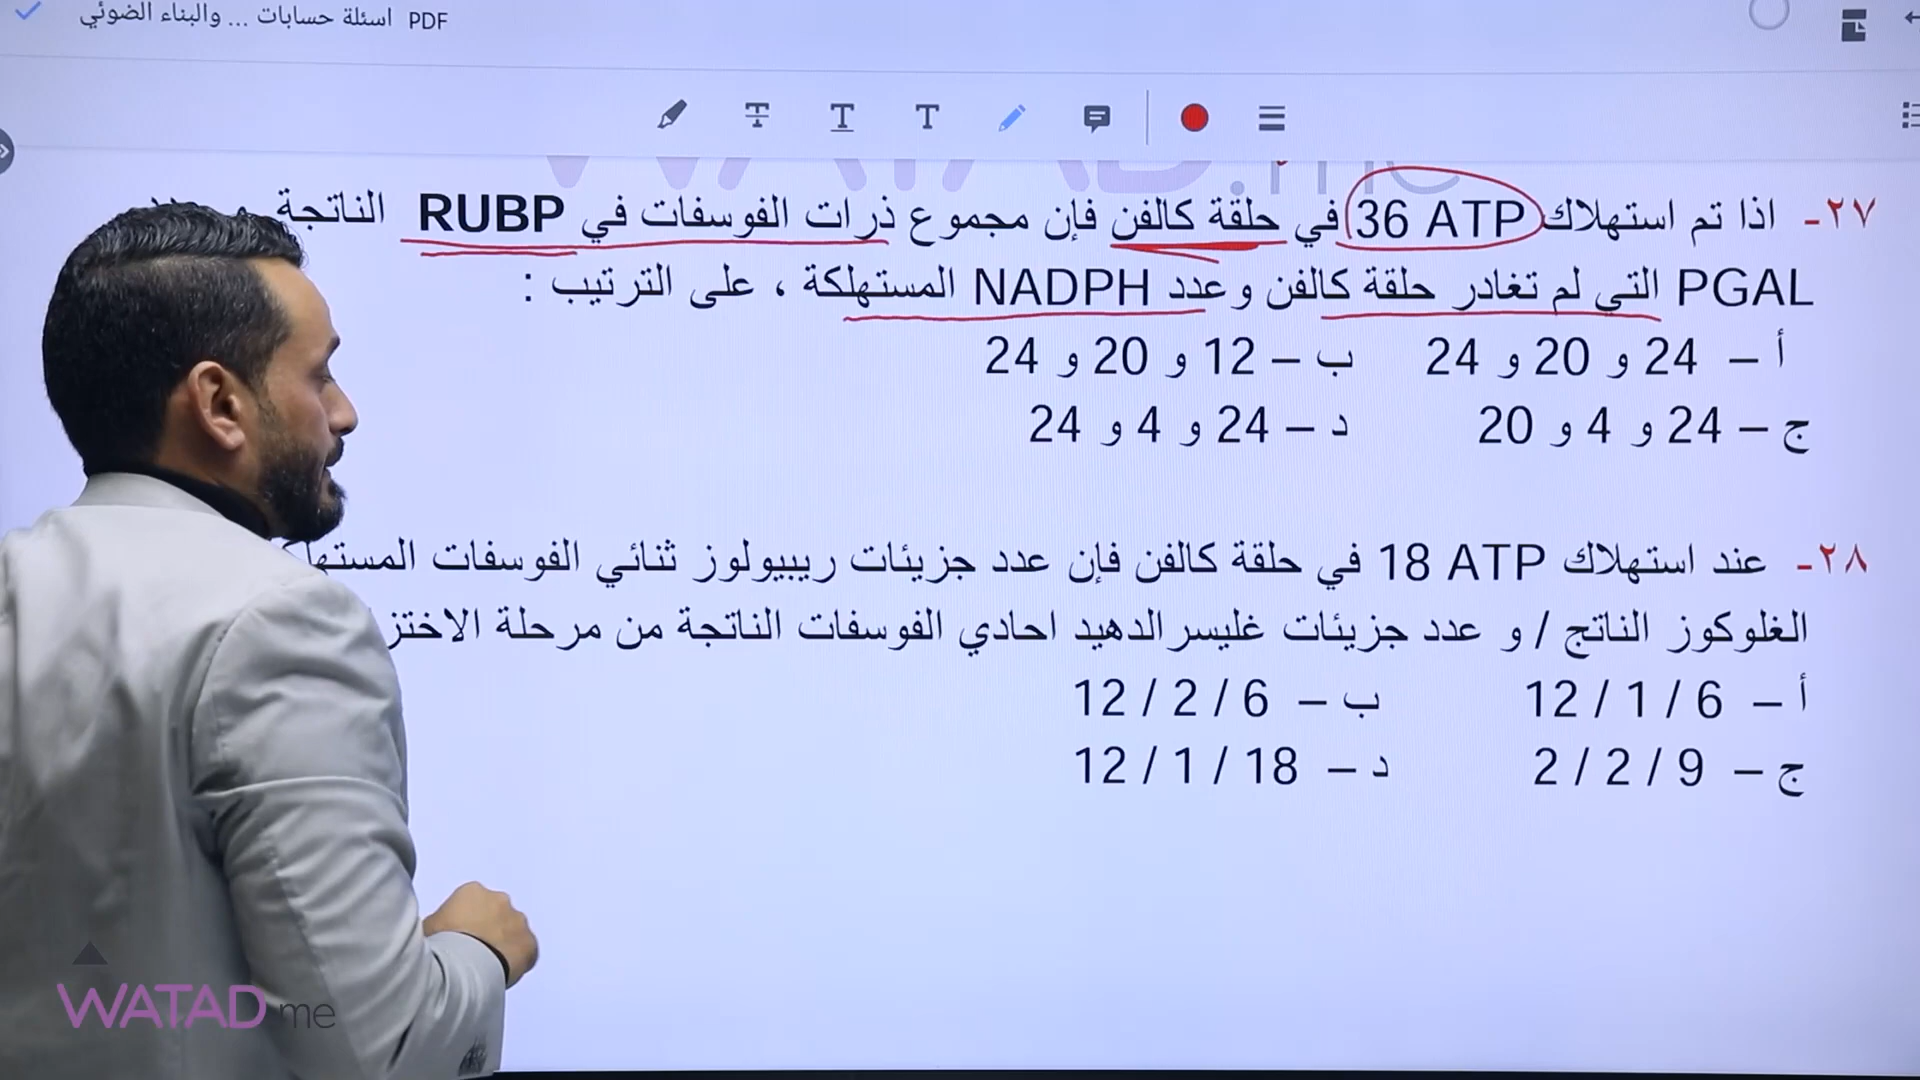 اسئلة حسابات ... والبناء الضوئي PDF
٢٧- اذا تم استهلاك 36 ATP في حلقة كالفن فإن مجموع ذرات الفوسفات في RUBP الناتجة
PGAL التي لم تغادر حلقة كالفن وعدد NADPH المستهلكة ، على الترتيب :
أ – 24 و 20 و 24 ب – 12 و 20 و 24
ج – 24 و 4 و 20 د – 24 و 4 و 24
٢٨- عند استهلاك 18 ATP في حلقة كالفن فإن عدد جزيئات ريبيولوز ثنائي الفوسفات
الغلوكوز الناتج / و عدد جزيئات غليسرالدهيد احادي الفوسفات الناتجة من مرحلة
أ – 6 / 1 / 12 ب – 6 / 2 / 12
ج – 9 / 2 / 2 د – 18 / 1 / 12
WATAD me